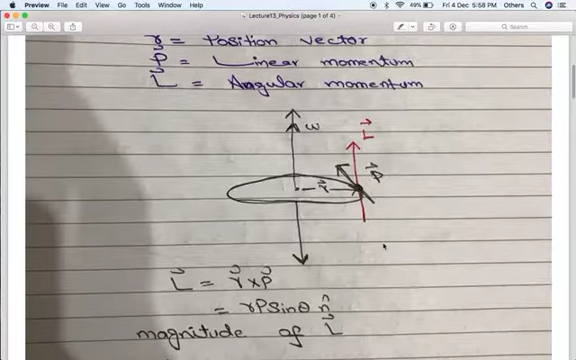 Preview File Edit View Go Tools Window Help 49% Fri 4 Dec 5:58 PM Others
Lecture13_Physics (page 1 of 4)
Search
r⃗ = Position vector
p⃗ = Linear momentum
L⃗ = Angular momentum
ω
L⃗
p⃗
r⃗
L⃗ = r⃗ × p⃗
= rPsinθ n̂
magnitude of L⃗